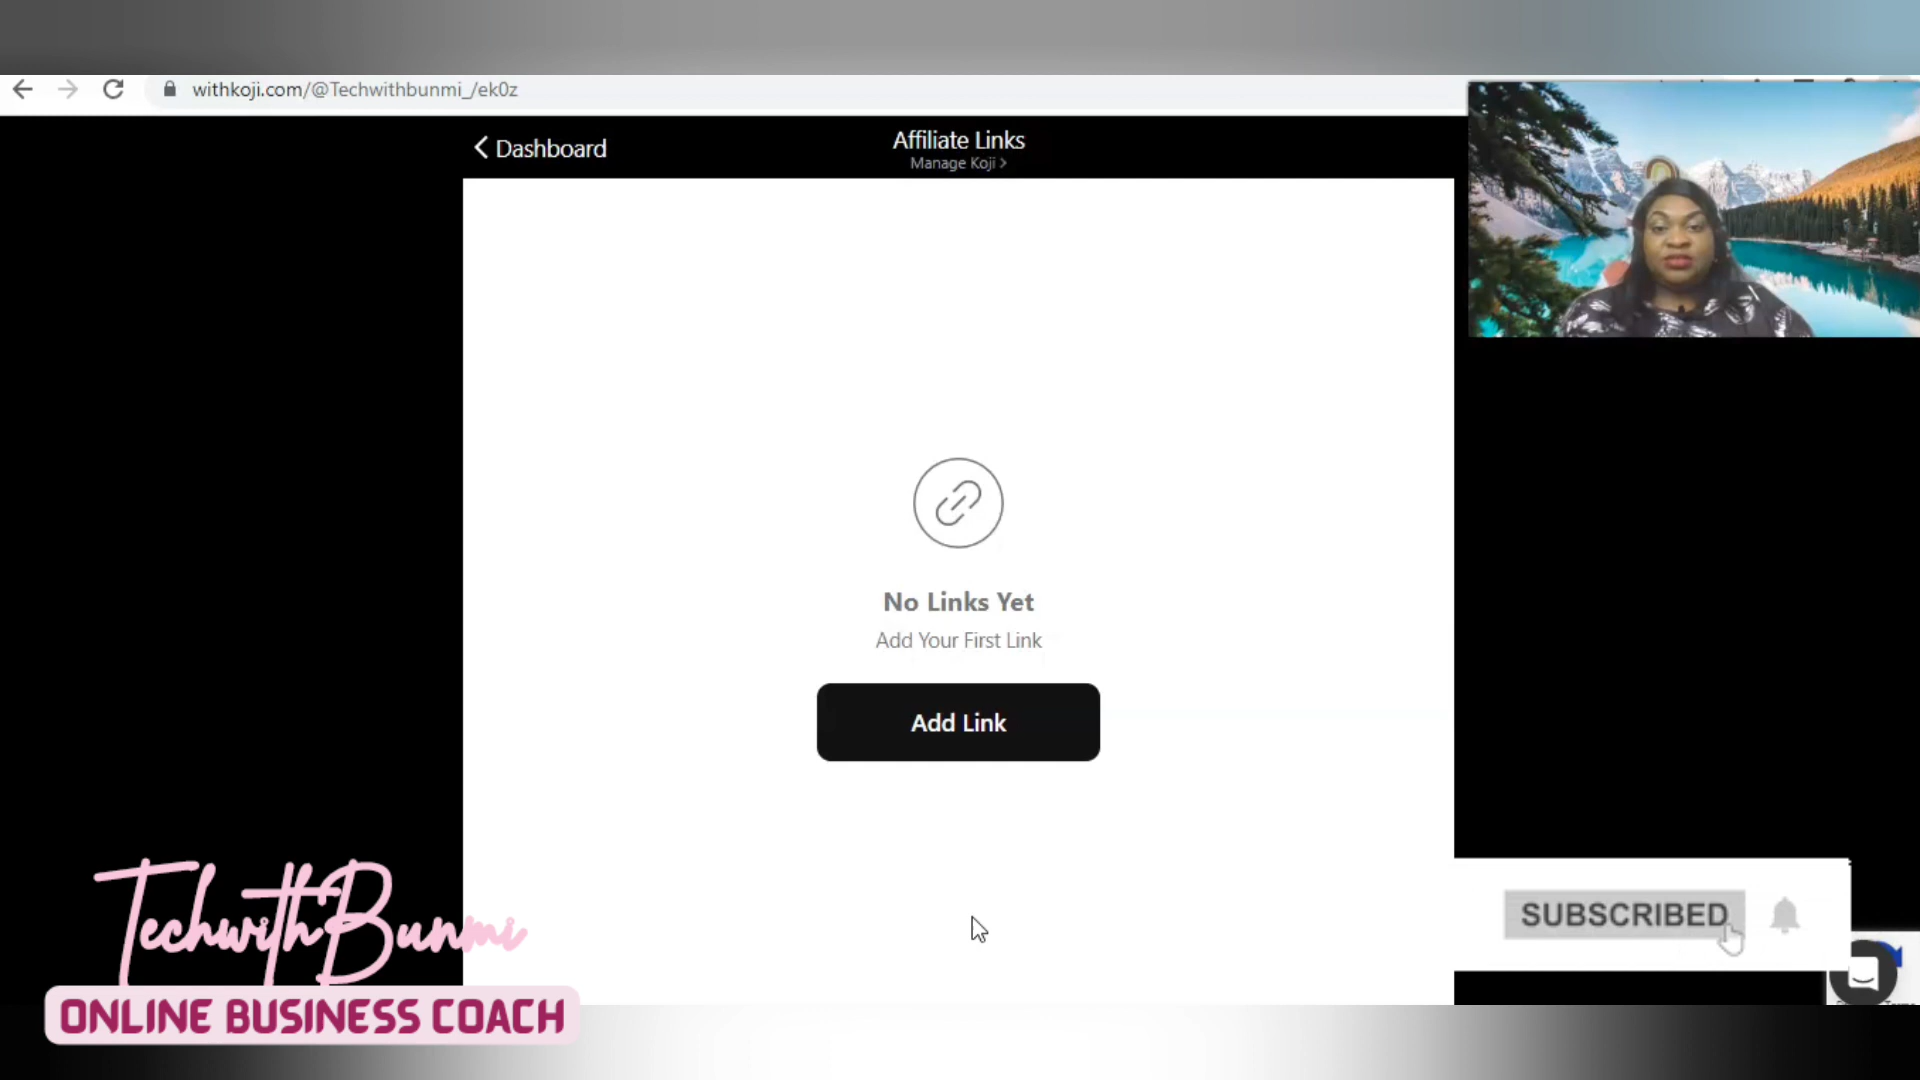 withkoji.com/@Techwithbunmi_/ek0z
Dashboard
Affiliate Links
Manage Koji >
No Links Yet
Add Your First Link
Add Link
SUBSCRIBED
TechwithBunmi
ONLINE BUSINESS COACH